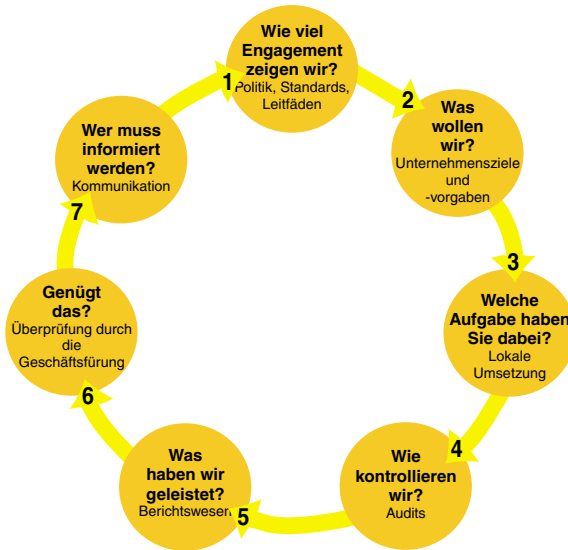 1
Wie viel
Engagement
zeigen wir?
Politik, Standards,
Leitfäden
2
Was
wollen
wir?
Unternehmensziele
und
-vorgaben
3
Welche
Aufgabe haben
Sie dabei?
Lokale
Umsetzung
4
Wie
kontrollieren
wir?
Audits
5
Was
haben wir
geleistet?
Berichtswesen
6
Genügt
das?
Überprüfung durch
die
Geschäftsfürung
7
Wer muss
informiert
werden?
Kommunikation